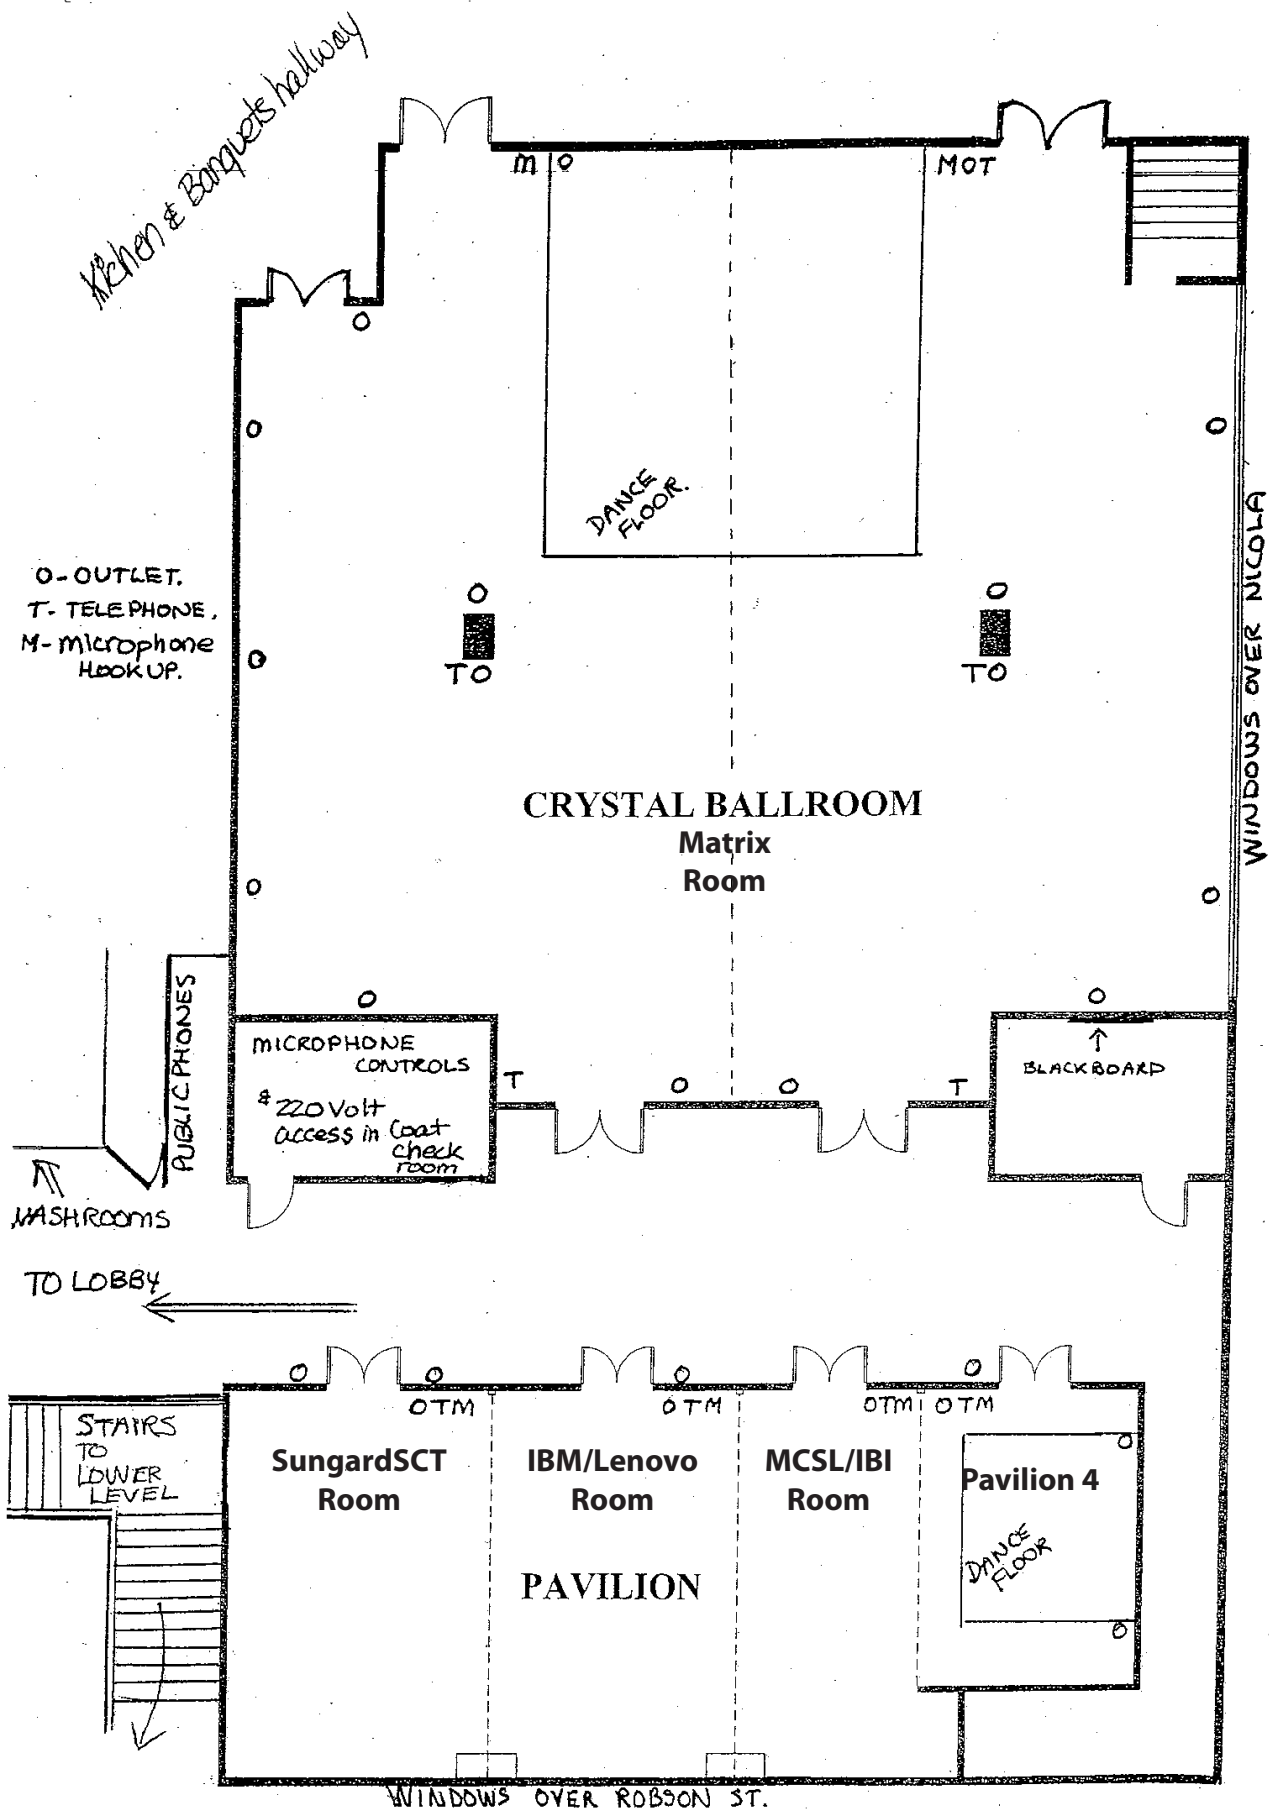 Kichen & Banquets hallway
M O
MOT
O
O
O
DANCE
FLOOR.
WINDOWS OVER NICOLA
O-OUTLET.
T- TELEPHONE.
M- microphone
HOOKUP.
O
O
O
TO
TO
CRYSTAL BALLROOM
Matrix
Room
O
O
PUBLIC PHONES
O
O
MICROPHONE
CONTROLS
& 220 Volt
access in Coat
check
room
T
O
O
T
BLACKBOARD
WASHROOMS
TO LOBBY
O
O
O
O
OTM
OTM
OTM
OTM
STAIRS
TO
LOWER
LEVEL
SungardSCT
Room
IBM/Lenovo
Room
MCSL/IBI
Room
O
Pavilion 4
DANCE
FLOOR
PAVILION
O
WINDOWS OVER ROBSON ST.